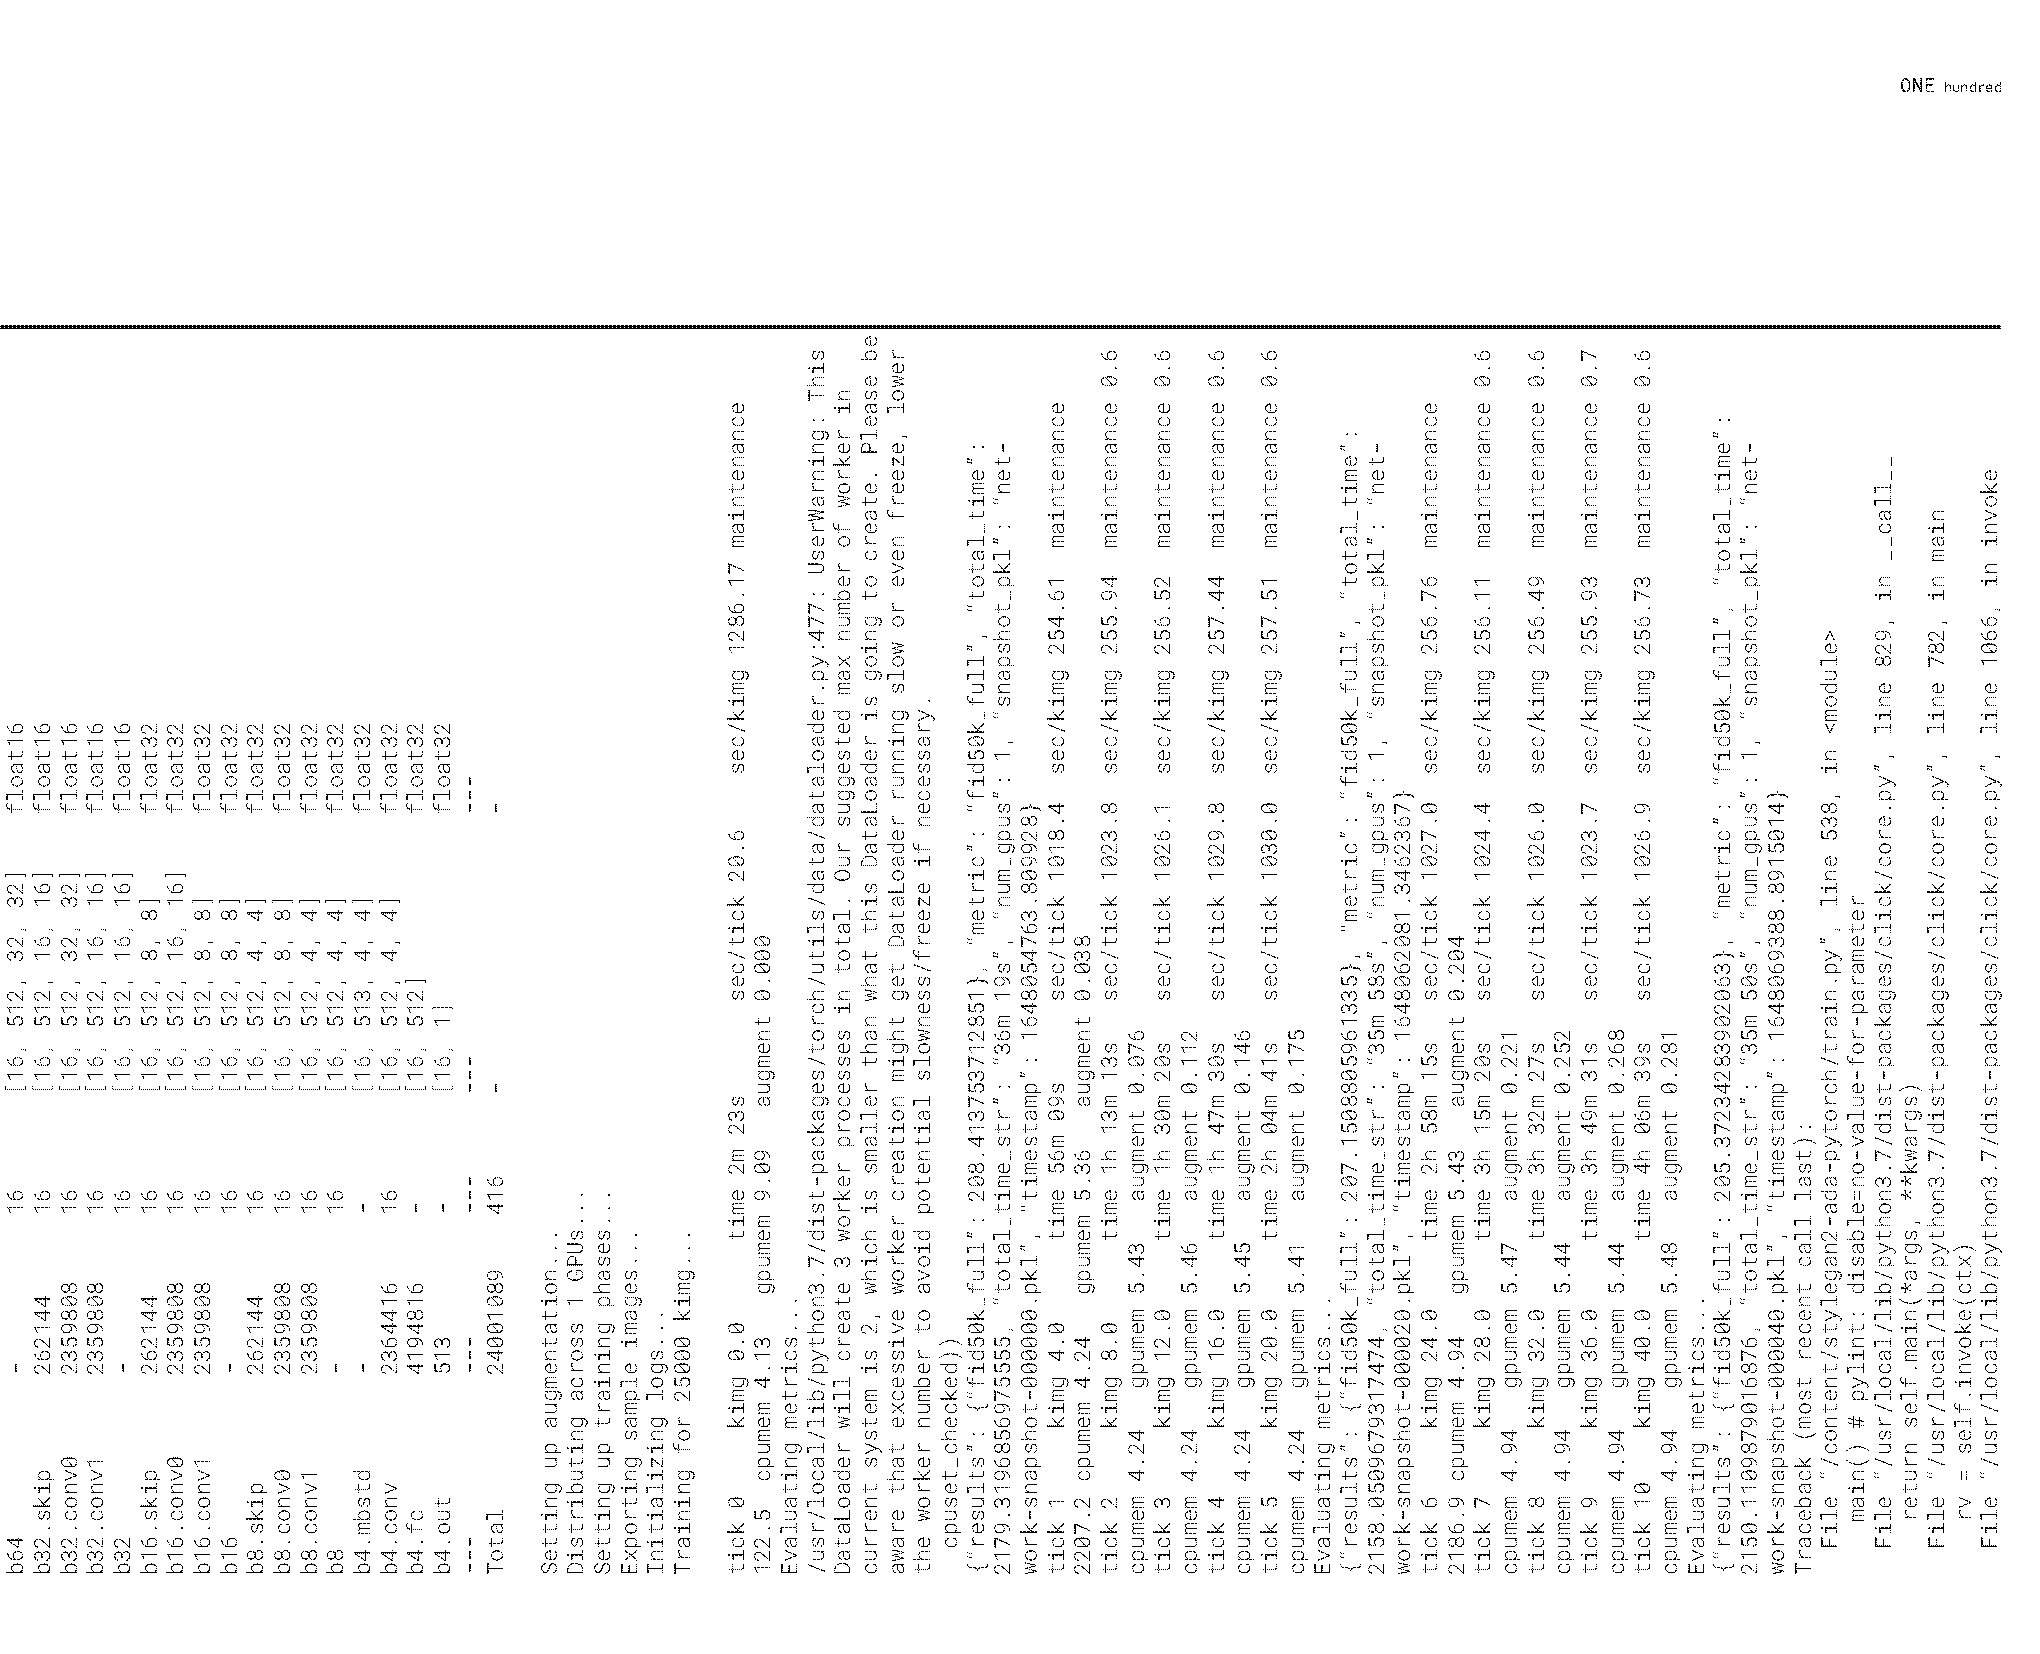 ONE hundred
b64 - 16 [16, 512, 32, 32] float16
b32.skip 262144 16 [16, 512, 16, 16] float16
b32.conv0 2359808 16 [16, 512, 32, 32] float16
b32.conv1 2359808 16 [16, 512, 16, 16] float16
b32 - 16 [16, 512, 16, 16] float16
b16.skip 262144 16 [16, 512, 8, 8] float32
b16.conv0 2359808 16 [16, 512, 16, 16] float32
b16.conv1 2359808 16 [16, 512, 8, 8] float32
b16 - 16 [16, 512, 8, 8] float32
b8.skip 262144 16 [16, 512, 4, 4] float32
b8.conv0 2359808 16 [16, 512, 8, 8] float32
b8.conv1 2359808 16 [16, 512, 4, 4] float32
b8 - 16 [16, 512, 4, 4] float32
b4.mbstd - - [16, 513, 4, 4] float32
b4.conv 2364416 16 [16, 512, 4, 4] float32
b4.fc 4194816 - [16, 512] float32
b4.out 513 - [16, 1] float32
--- --- --- --- ---
Total 24001089 416 - -
Setting up augmentation...
Distributing across 1 GPUs...
Setting up training phases...
Exporting sample images...
Initializing logs...
Training for 25000 kimg...
tick 0 kimg 0.0 time 2m 23s sec/tick 20.6 sec/kimg 1286.17 maintenance
122.5 cpumem 4.13 gpumem 9.09 augment 0.000
Evaluating metrics...
/usr/local/lib/python3.7/dist-packages/torch/utils/data/dataloader.py:477: UserWarning: This
DataLoader will create 3 worker processes in total. Our suggested max number of worker in
current system is 2, which is smaller than what this DataLoader is going to create. Please be
aware that excessive worker creation might get DataLoader running slow or even freeze, lower
the worker number to avoid potential slowness/freeze if necessary.
cpuset_checked))
{"results": {"fid50k_full": 208.4137537712851}, "metric": "fid50k_full", "total_time":
2179.3196856975555, "total_time_str": "36m 19s", "num_gpus": 1, "snapshot_pkl": "net-
work-snapshot-000000.pkl", "timestamp": 1648054763.809928}
tick 1 kimg 4.0 time 56m 09s sec/tick 1018.4 sec/kimg 254.61 maintenance
2207.2 cpumem 4.24 gpumem 5.36 augment 0.038
tick 2 kimg 8.0 time 1h 13m 13s sec/tick 1023.8 sec/kimg 255.94 maintenance 0.6
cpumem 4.24 gpumem 5.43 augment 0.076
tick 3 kimg 12.0 time 1h 30m 20s sec/tick 1026.1 sec/kimg 256.52 maintenance 0.6
cpumem 4.24 gpumem 5.46 augment 0.112
tick 4 kimg 16.0 time 1h 47m 30s sec/tick 1029.8 sec/kimg 257.44 maintenance 0.6
cpumem 4.24 gpumem 5.45 augment 0.146
tick 5 kimg 20.0 time 2h 04m 41s sec/tick 1030.0 sec/kimg 257.51 maintenance 0.6
cpumem 4.24 gpumem 5.41 augment 0.175
Evaluating metrics...
{"results": {"fid50k_full": 207.1508805961335}, "metric": "fid50k_full", "total_time":
2158.0509679317474, "total_time_str": "35m 58s", "num_gpus": 1, "snapshot_pkl": "net-
work-snapshot-000020.pkl", "timestamp": 1648062081.3462367}
tick 6 kimg 24.0 time 2h 58m 15s sec/tick 1027.0 sec/kimg 256.76 maintenance
2186.9 cpumem 4.94 gpumem 5.43 augment 0.204
tick 7 kimg 28.0 time 3h 15m 20s sec/tick 1024.4 sec/kimg 256.11 maintenance 0.6
cpumem 4.94 gpumem 5.47 augment 0.221
tick 8 kimg 32.0 time 3h 32m 27s sec/tick 1026.0 sec/kimg 256.49 maintenance 0.6
cpumem 4.94 gpumem 5.44 augment 0.252
tick 9 kimg 36.0 time 3h 49m 31s sec/tick 1023.7 sec/kimg 255.93 maintenance 0.7
cpumem 4.94 gpumem 5.44 augment 0.268
tick 10 kimg 40.0 time 4h 06m 39s sec/tick 1026.9 sec/kimg 256.73 maintenance 0.6
cpumem 4.94 gpumem 5.48 augment 0.281
Evaluating metrics...
{"results": {"fid50k_full": 205.37234283902063}, "metric": "fid50k_full", "total_time":
2150.1109879016876, "total_time_str": "35m 50s", "num_gpus": 1, "snapshot_pkl": "net-
work-snapshot-000040.pkl", "timestamp": 1648069388.8915014}
Traceback (most recent call last):
File "/content/stylegan2-ada-pytorch/train.py", line 538, in <module>
main() # pylint: disable=no-value-for-parameter
File "/usr/local/lib/python3.7/dist-packages/click/core.py", line 829, in __call__
return self.main(*args, **kwargs)
File "/usr/local/lib/python3.7/dist-packages/click/core.py", line 782, in main
rv = self.invoke(ctx)
File "/usr/local/lib/python3.7/dist-packages/click/core.py", line 1066, in invoke